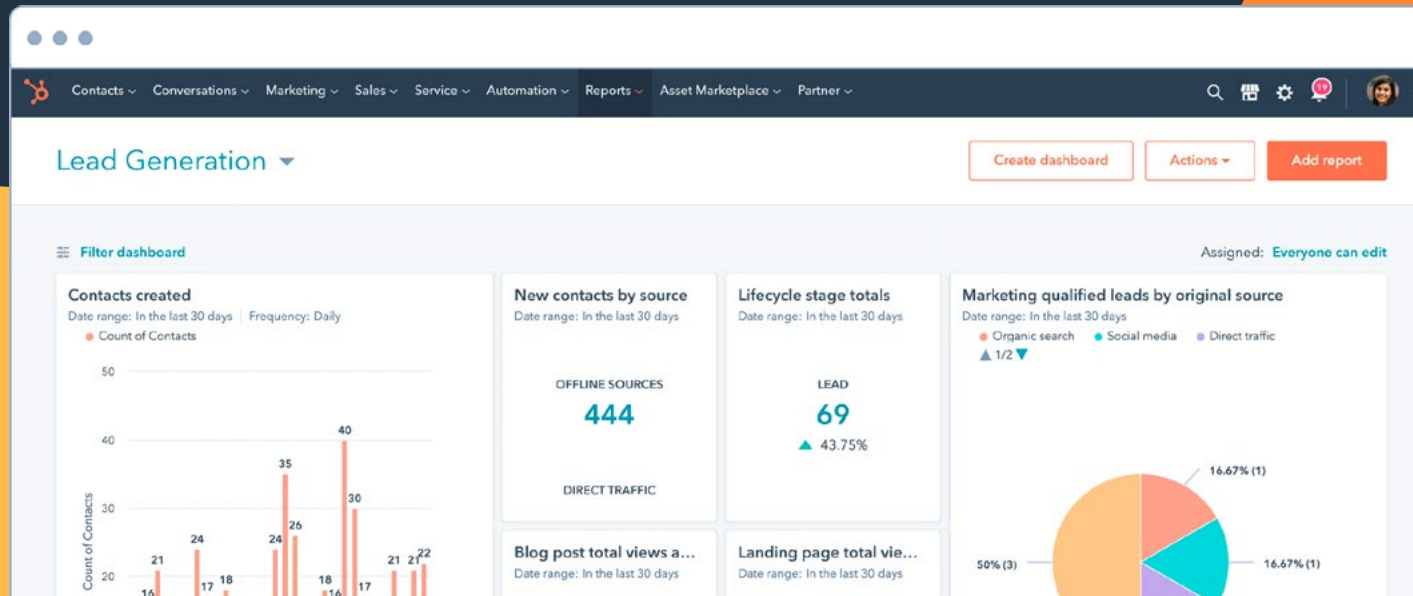 Contacts Conversations Marketing Sales Service Automation Reports Asset Marketplace Partner 19
Lead Generation
Create dashboard Actions Add report
Filter dashboard
Assigned: Everyone can edit
Contacts created
Date range: In the last 30 days | Frequency: Daily
Count of Contacts
50
40
30
20
Count of Contacts
16
21
24
17
18
24
35
26
18
16
40
30
17
21
21
22
New contacts by source
Date range: In the last 30 days
OFFLINE SOURCES
444
DIRECT TRAFFIC
Lifecycle stage totals
Date range: In the last 30 days
LEAD
69
43.75%
Marketing qualified leads by original source
Date range: In the last 30 days
Organic search Social media Direct traffic
1/2
16.67% (1)
50% (3)
16.67% (1)
Blog post total views a...
Date range: In the last 30 days
Landing page total vie...
Date range: In the last 30 days